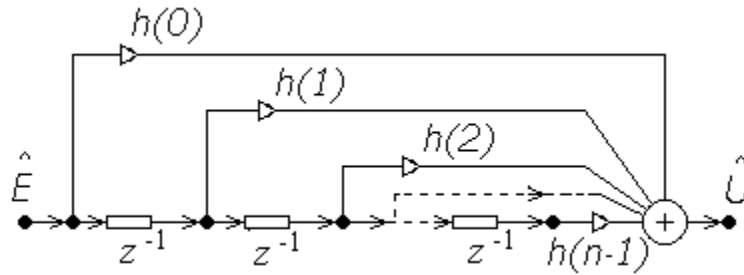 h(0)
h(1)
h(2)
Ê
Û
z⁻¹
z⁻¹
z⁻¹
h(n-1)
+